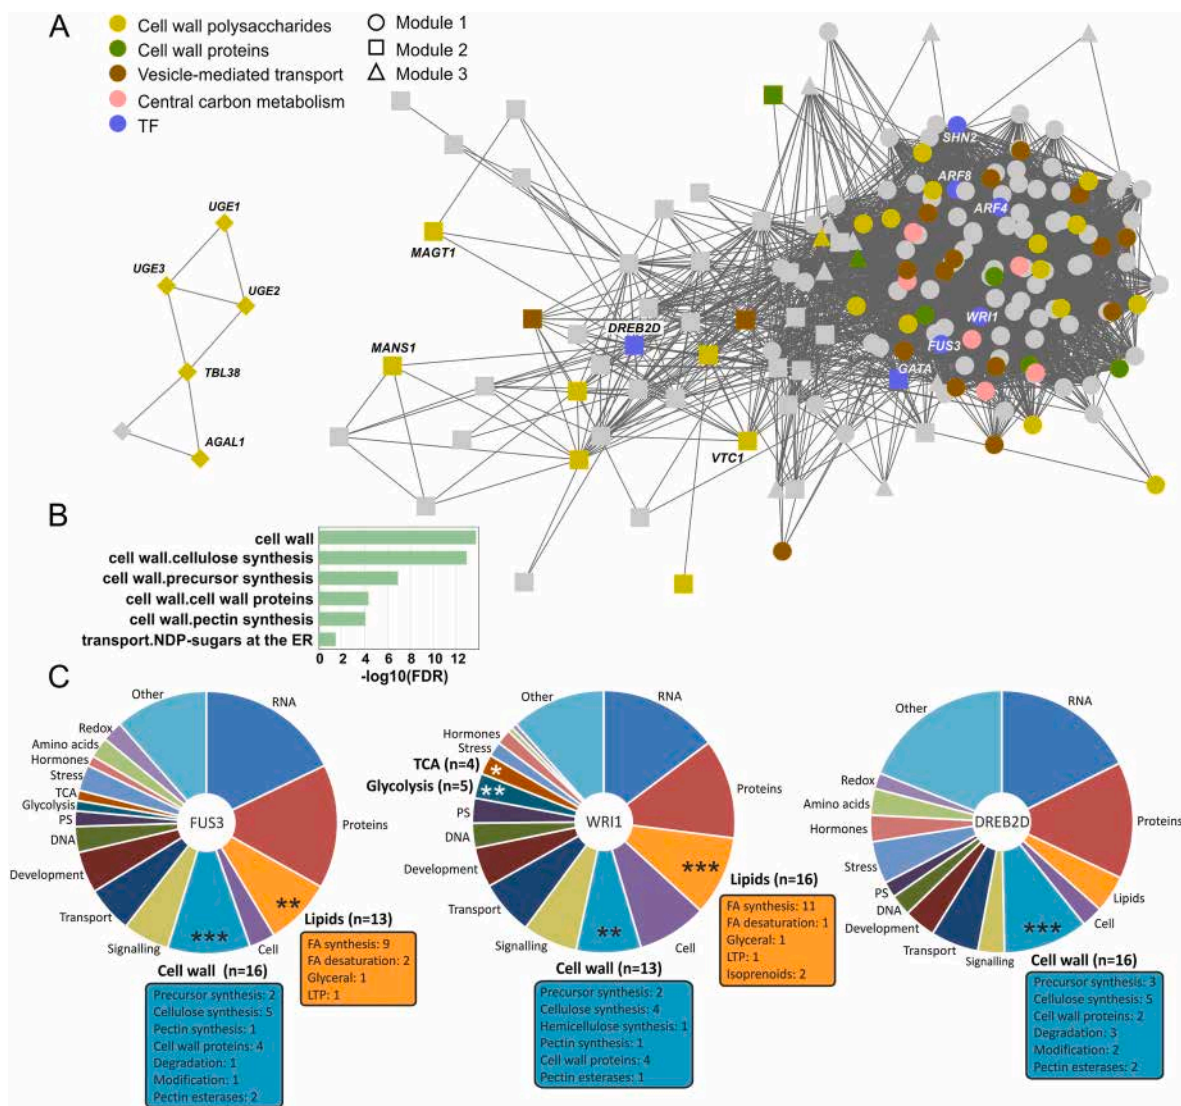 A
Cell wall polysaccharides
Cell wall proteins
Vesicle-mediated transport
Central carbon metabolism
TF
Module 1
Module 2
Module 3
UGE1
UGE3
UGE2
TBL38
AGAL1
MAGT1
MANS1
DREB2D
VTC1
SHN2
ARF8
ARF4
WRI1
FUS3
GATA
B
cell wall
cell wall.cellulose synthesis
cell wall.precursor synthesis
cell wall.cell wall proteins
cell wall.pectin synthesis
transport.NDP-sugars at the ER
0 2 4 6 8 10 12
-log10(FDR)
C
Other
RNA
Redox
Amino acids
Hormones
Stress
TCA
Glycolysis
PS
DNA
Development
Transport
Signalling
Cell
Proteins
FUS3
**
***
Lipids (n=13)
FA synthesis: 9
FA desaturation: 2
Glyceral: 1
LTP: 1
Cell wall (n=16)
Precursor synthesis: 2
Cellulose synthesis: 5
Pectin synthesis: 1
Cell wall proteins: 4
Degradation: 1
Modification: 1
Pectin esterases: 2
Other
RNA
Hormones
Stress
TCA (n=4)
*
Glycolysis (n=5)
**
PS
DNA
Development
Transport
Signalling
Cell
Proteins
WRI1
***
**
Lipids (n=16)
FA synthesis: 11
FA desaturation: 1
Glyceral: 1
LTP: 1
Isoprenoids: 2
Cell wall (n=13)
Precursor synthesis: 2
Cellulose synthesis: 4
Hemicellulose synthesis: 1
Pectin synthesis: 1
Cell wall proteins: 4
Pectin esterases: 1
Other
RNA
Redox
Amino acids
Hormones
Stress
PS
DNA
Development
Transport
Signalling
Cell
Lipids
Proteins
DREB2D
***
Cell wall (n=16)
Precursor synthesis: 3
Cellulose synthesis: 5
Cell wall proteins: 2
Degradation: 3
Modification: 2
Pectin esterases: 2